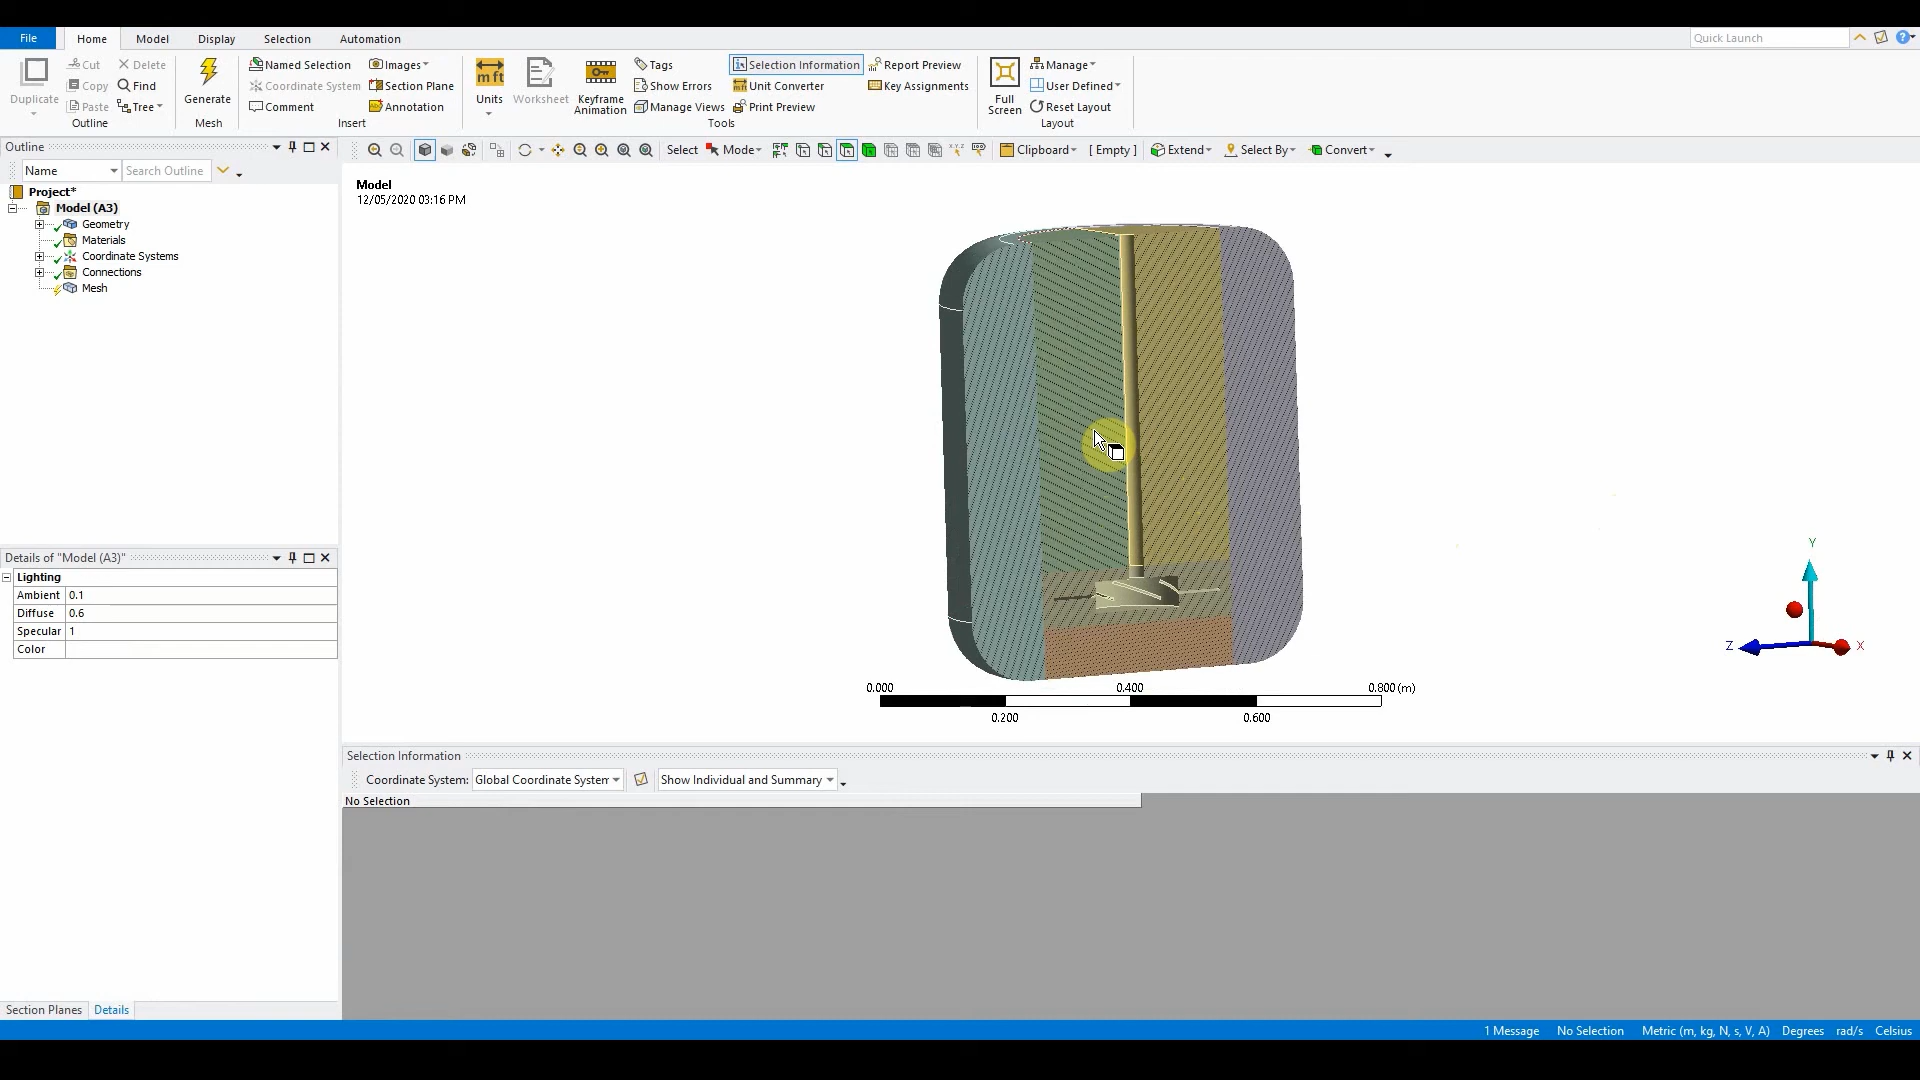 File Home Model Display Selection Automation Quick Launch
Duplicate Cut Copy Paste Delete Find Tree
Outline
Generate
Mesh
Named Selection Images
Coordinate System Section Plane
Comment Annotation
Insert
m ft
Units Worksheet Keyframe Animation
Tags
Show Errors
Manage Views
Selection Information
Unit Converter
Print Preview
Report Preview
Key Assignments
Tools
Full Screen
Manage
User Defined
Reset Layout
Layout
Outline
Select Mode Clipboard [ Empty ] Extend Select By Convert
Name Search Outline
Project*
Model (A3)
Geometry
Materials
Coordinate Systems
Connections
Mesh
Model
12/05/2020 03:16 PM
Y
Z
X
0.000 0.400 0.800 (m)
0.200 0.600
Details of "Model (A3)"
Lighting
Ambient 0.1
Diffuse 0.6
Specular 1
Color
Selection Information
Coordinate System: Global Coordinate System Show Individual and Summary
No Selection
Section Planes Details
1 Message No Selection Metric (m, kg, N, s, V, A) Degrees rad/s Celsius